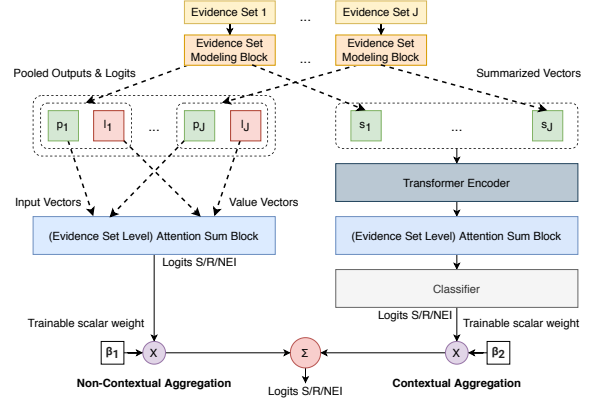 Evidence Set 1
...
Evidence Set J
Evidence Set
Modeling Block
...
Evidence Set
Modeling Block
Pooled Outputs & Logits
Summarized Vectors
p1
l1
...
pJ
lJ
s1
...
sJ
Transformer Encoder
Input Vectors
Value Vectors
(Evidence Set Level) Attention Sum Block
(Evidence Set Level) Attention Sum Block
Logits S/R/NEI
Classifier
Logits S/R/NEI
Trainable scalar weight
Trainable scalar weight
β1
X
Σ
X
β2
Non-Contextual Aggregation
Logits S/R/NEI
Contextual Aggregation